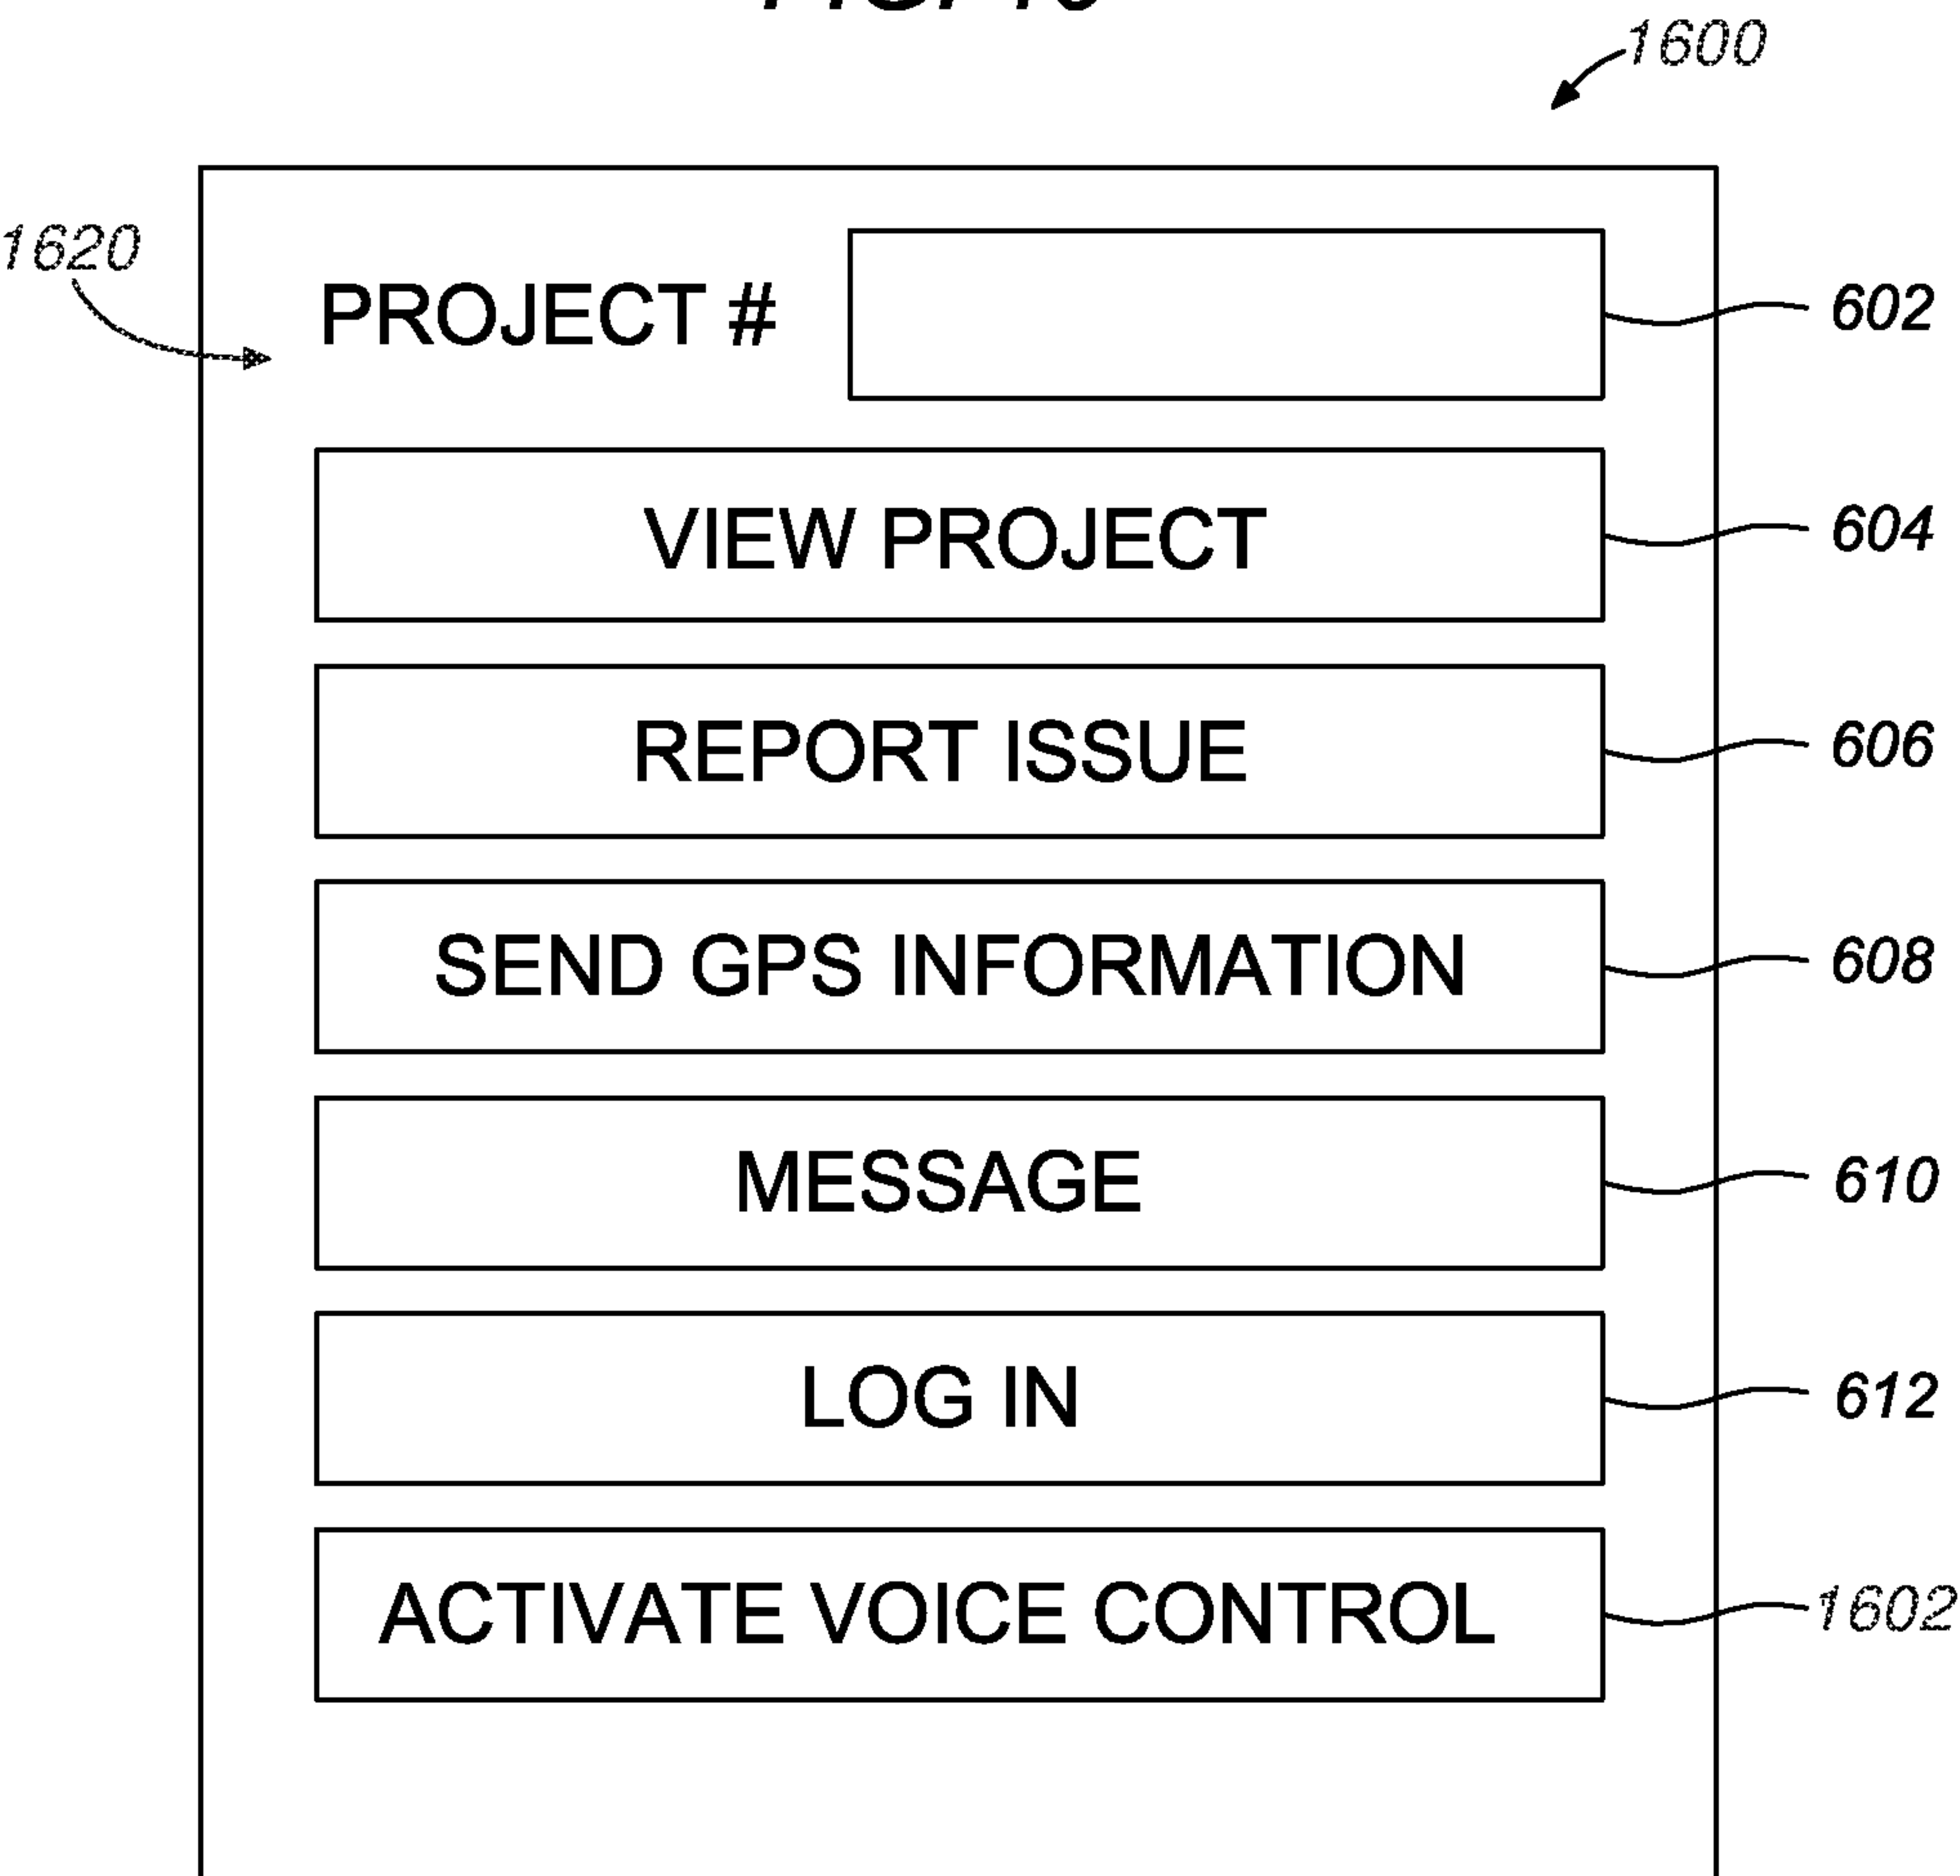 1600
1620
PROJECT # 602
VIEW PROJECT 604
REPORT ISSUE 606
SEND GPS INFORMATION 608
MESSAGE 610
LOG IN 612
ACTIVATE VOICE CONTROL 1602